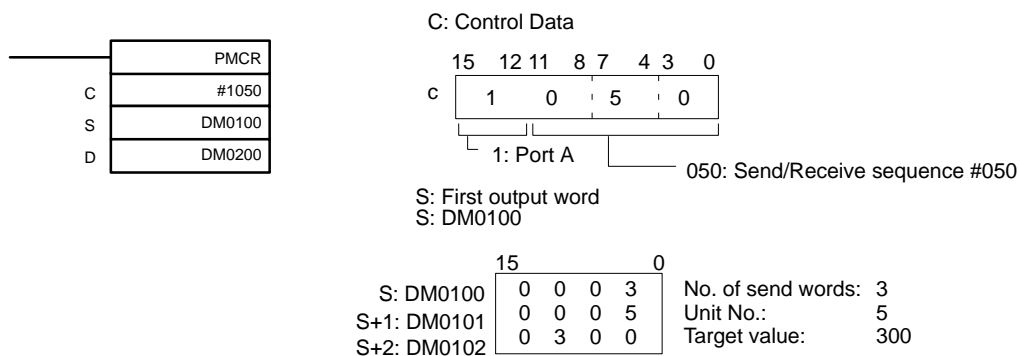 C: Control Data
PMCR
C #1050
S DM0100
D DM0200
15 12 11 8 7 4 3 0
c 1 0 5 0
1: Port A
050: Send/Receive sequence #050
S: First output word
S: DM0100
15 0
S: DM0100 0 0 0 3 No. of send words: 3
S+1: DM0101 0 0 0 5 Unit No.: 5
S+2: DM0102 0 3 0 0 Target value: 300